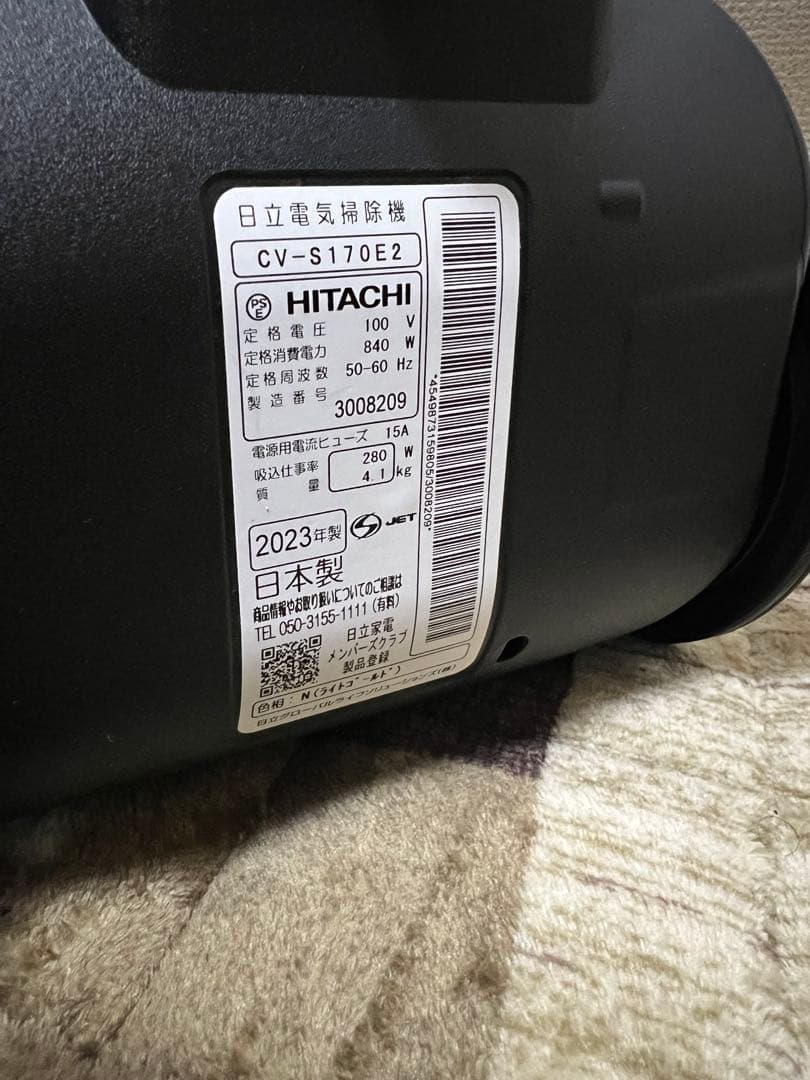 日立電気掃除機
CV-S170E2
PSE HITACHI
定格電圧 100 V
定格消費電力 840 W
定格周波数 50-60 Hz
製造番号 3008209
電源用電流ヒューズ 15A
吸込仕事率 280 W
質量 4.1 kg
2023年製 JET
日本製
商品情報やお取り扱いについてのご相談は
TEL 050-3155-1111 (有料)
日立家電
メンバーズクラブ
製品登録
色相: N(ライトゴールド)
日立グローバルライフソリューションズ(株)
*4549873159805/3008209*